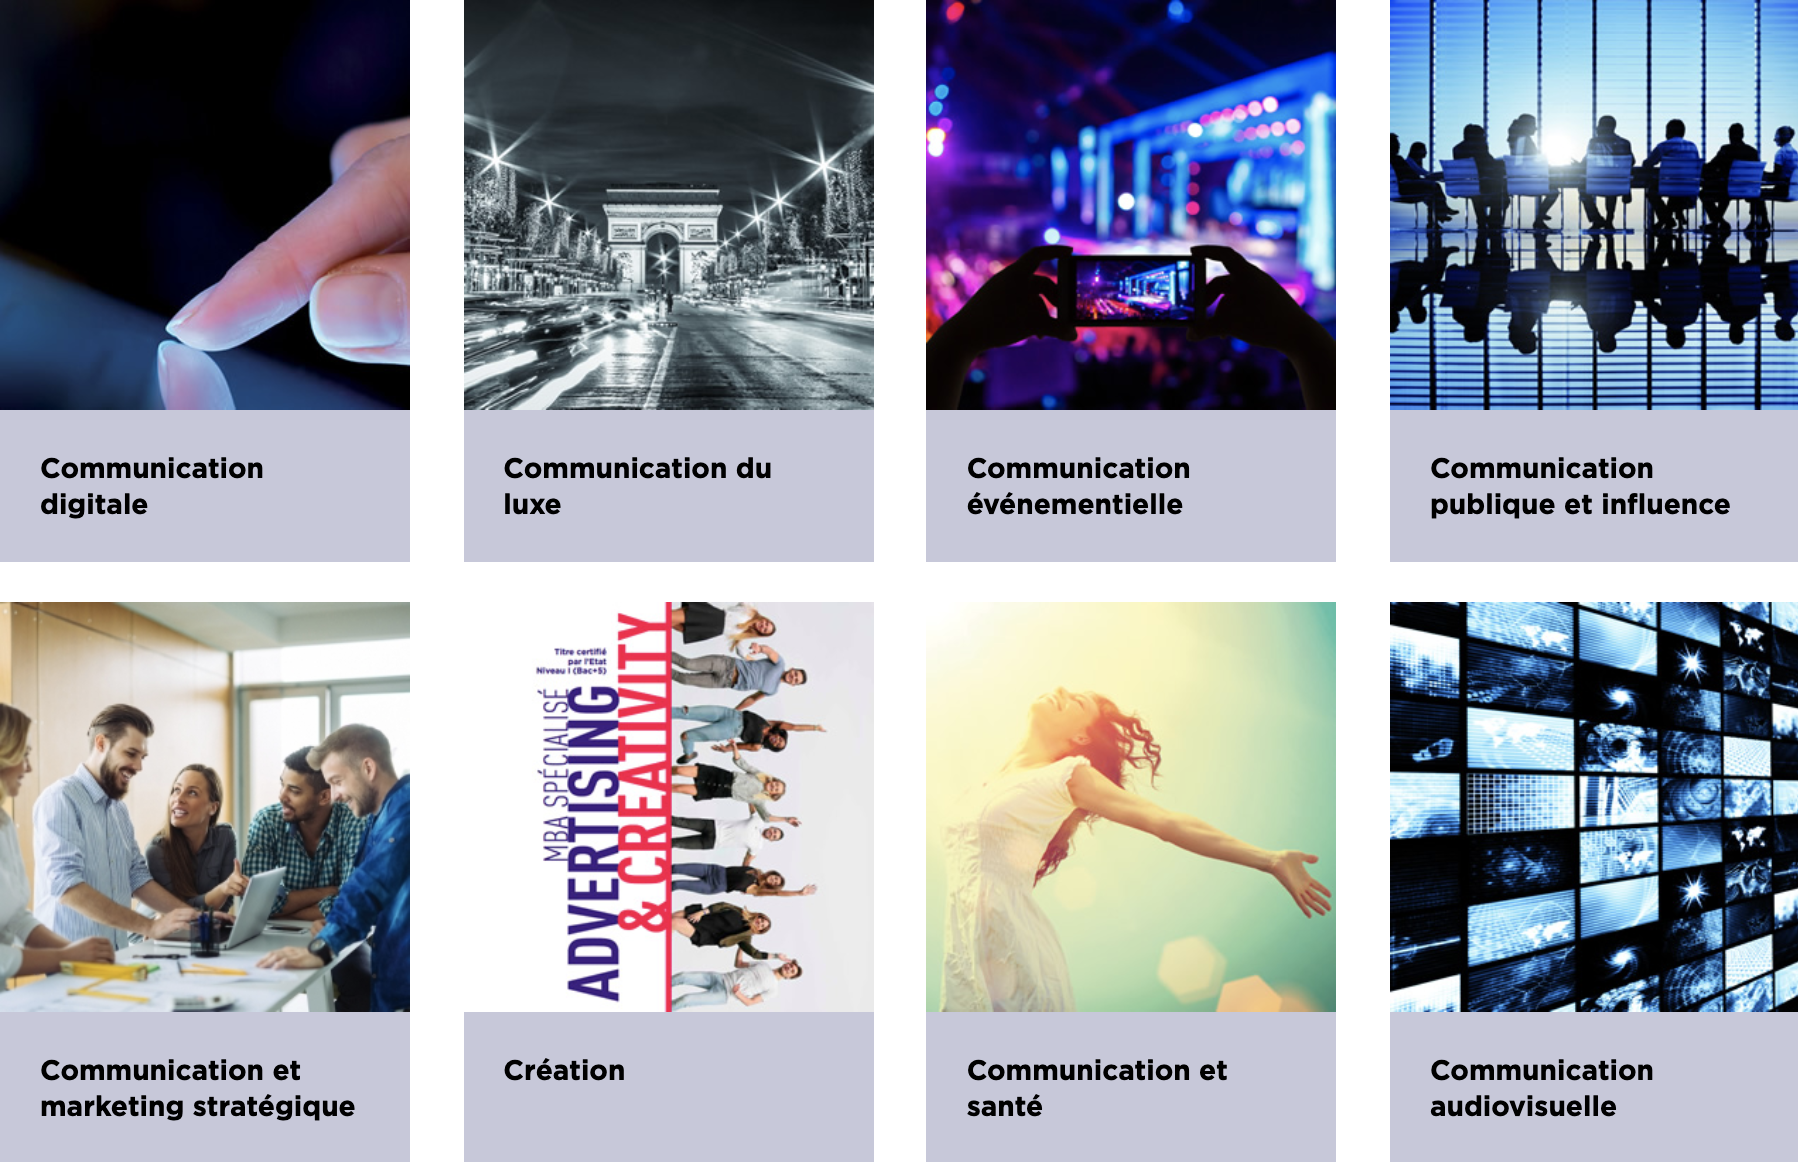 Communication
digitale
Communication du
luxe
Communication
événementielle
Communication
publique et influence
Titre certifié
par l'Etat
Niveau I (Bac+5)
MBA SPÉCIALISÉ
ADVERTISING
& CREATIVITY
Communication et
marketing stratégique
Création
Communication et
santé
Communication
audiovisuelle